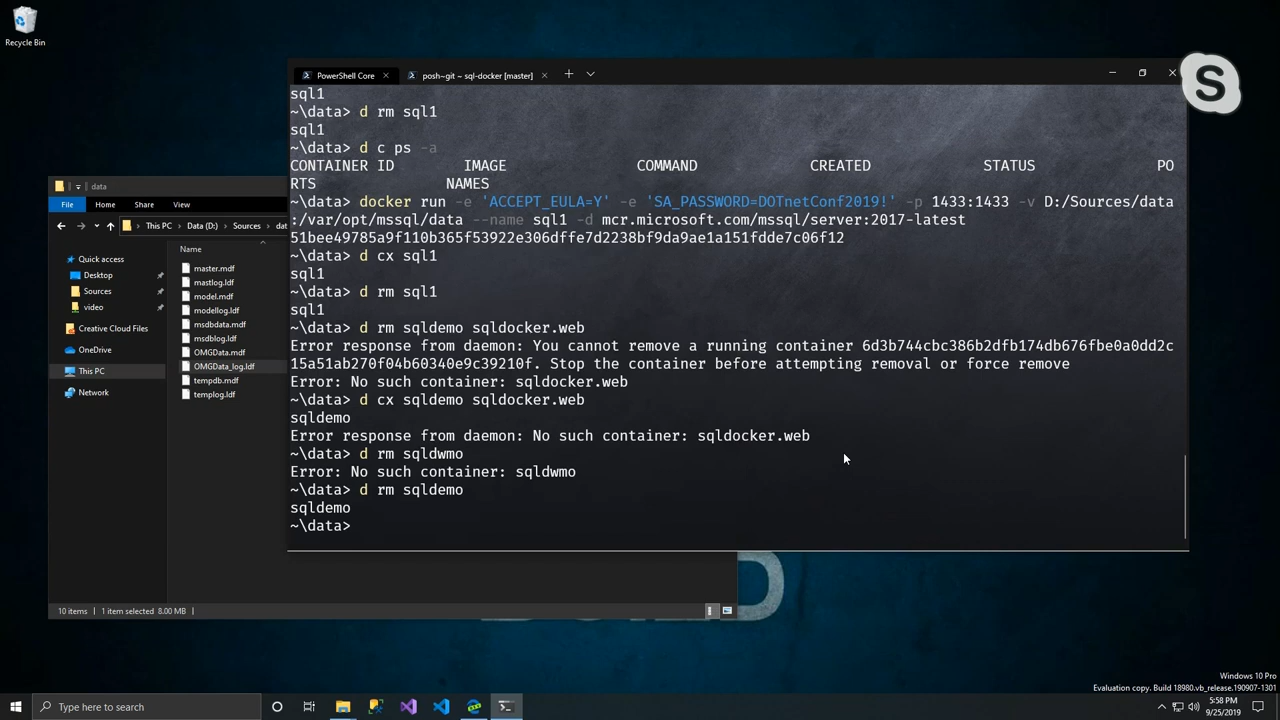 Recycle Bin
PowerShell Core
posh~git ~ sql-docker [master]
S
sql1
~\data> d rm sql1
sql1
~\data> d c ps -a
CONTAINER ID IMAGE COMMAND CREATED STATUS PO
RTS NAMES
~\data> docker run -e 'ACCEPT_EULA=Y' -e 'SA_PASSWORD=DOTnetConf2019!' -p 1433:1433 -v D:/Sources/data
:/var/opt/mssql/data --name sql1 -d mcr.microsoft.com/mssql/server:2017-latest
51bee49785a9f110b365f53922e306dffe7d2238bf9da9ae1a151fdde7c06f12
~\data> d cx sql1
sql1
~\data> d rm sql1
sql1
~\data> d rm sqldemo sqldocker.web
Error response from daemon: You cannot remove a running container 6d3b744cbc386b2dfb174db676fbe0a0dd2c
15a51ab270f04b60340e9c39210f. Stop the container before attempting removal or force remove
Error: No such container: sqldocker.web
~\data> d cx sqldemo sqldocker.web
sqldemo
Error response from daemon: No such container: sqldocker.web
~\data> d rm sqldwmo
Error: No such container: sqldwmo
~\data> d rm sqldemo
sqldemo
~\data>
data
File Home Share View
This PC Data (D:) Sources dat
Name
Quick access
Desktop
Sources
video
Creative Cloud Files
OneDrive
This PC
Network
master.mdf
mastlog.ldf
model.mdf
modellog.ldf
msdbdata.mdf
msdblog.ldf
OMGData.mdf
OMGData_log.ldf
tempdb.mdf
templog.ldf
10 items 1 item selected 8.00 MB
Windows 10 Pro
Evaluation copy. Build 18980.vb_release.190907-1301
Type here to search
5:58 PM
9/25/2019